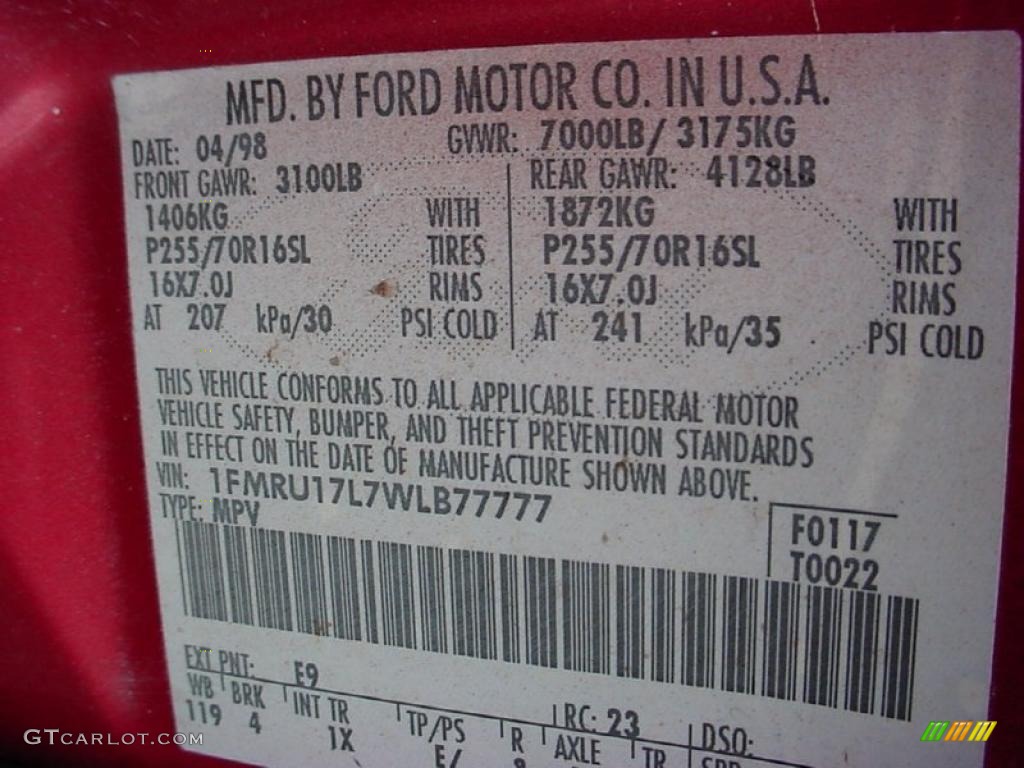 MFD. BY FORD MOTOR CO. IN U.S.A.
DATE: 04/98 GVWR: 7000LB/ 3175KG
FRONT GAWR: 3100LB REAR GAWR: 4128LB
1406KG WITH 1872KG WITH
P255/70R16SL TIRES P255/70R16SL TIRES
16X7.0J RIMS 16X7.0J RIMS
AT 207 kPa/30 PSI COLD AT 241 kPa/35 PSI COLD
THIS VEHICLE CONFORMS TO ALL APPLICABLE FEDERAL MOTOR
VEHICLE SAFETY, BUMPER, AND THEFT PREVENTION STANDARDS
IN EFFECT ON THE DATE OF MANUFACTURE SHOWN ABOVE.
VIN: 1FMRU17L7WLB77777
TYPE: MPV
F0117
T0022
EXT PNT: E9 RC: 23 DSO:
WB BRK INT TR TP/PS R AXLE TR SPR
119 4 1X E/
GTCARLOT.COM